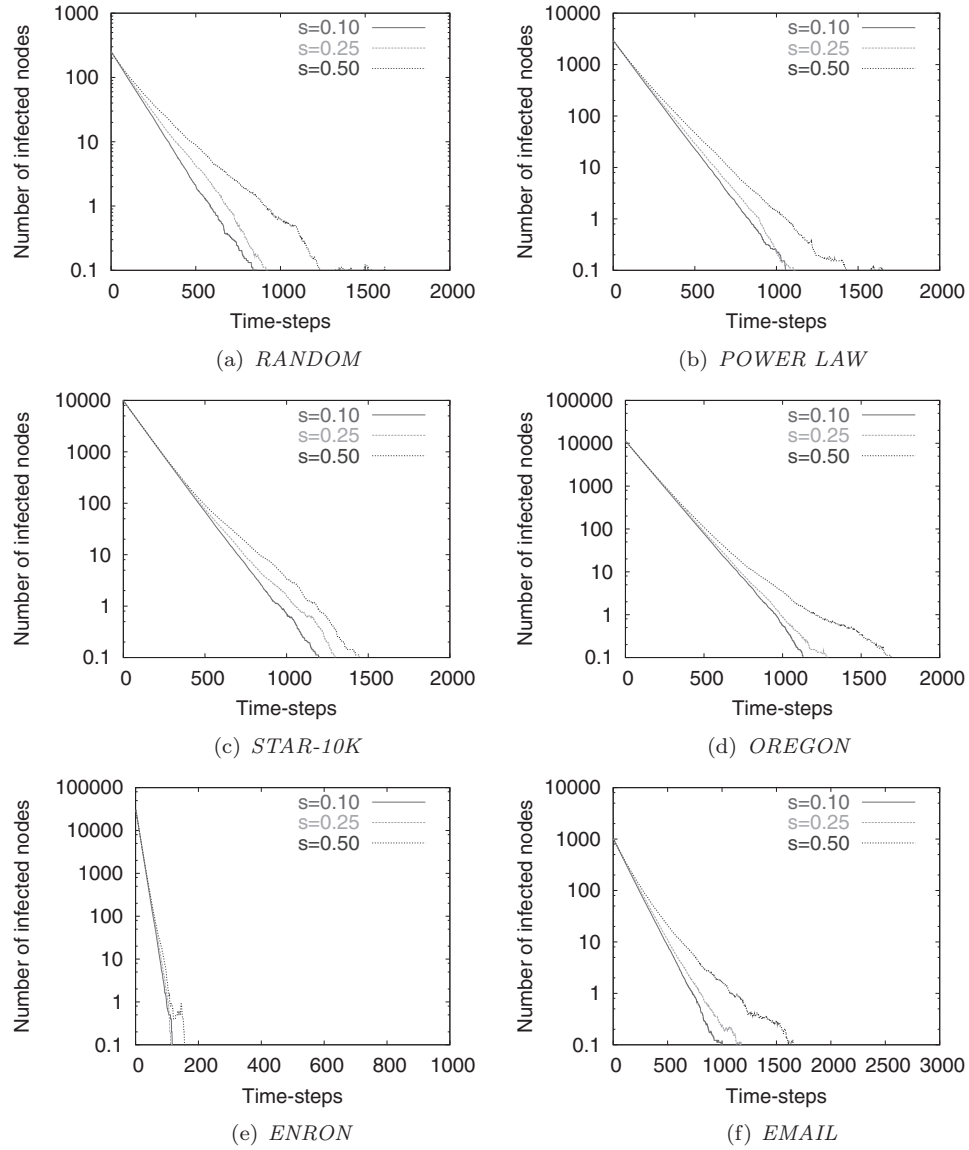 Number of infected nodes
1000
100
10
1
0.1
s=0.10
s=0.25
s=0.50
0 500 1000 1500 2000
Time-steps
(a) RANDOM
Number of infected nodes
10000
1000
100
10
1
0.1
s=0.10
s=0.25
s=0.50
0 500 1000 1500 2000
Time-steps
(b) POWER LAW
Number of infected nodes
10000
1000
100
10
1
0.1
s=0.10
s=0.25
s=0.50
0 500 1000 1500 2000
Time-steps
(c) STAR-10K
Number of infected nodes
100000
10000
1000
100
10
1
0.1
s=0.10
s=0.25
s=0.50
0 500 1000 1500 2000
Time-steps
(d) OREGON
Number of infected nodes
100000
10000
1000
100
10
1
0.1
s=0.10
s=0.25
s=0.50
0 200 400 600 800 1000
Time-steps
(e) ENRON
Number of infected nodes
10000
1000
100
10
1
0.1
s=0.10
s=0.25
s=0.50
0 500 1000 1500 2000 2500 3000
Time-steps
(f) EMAIL